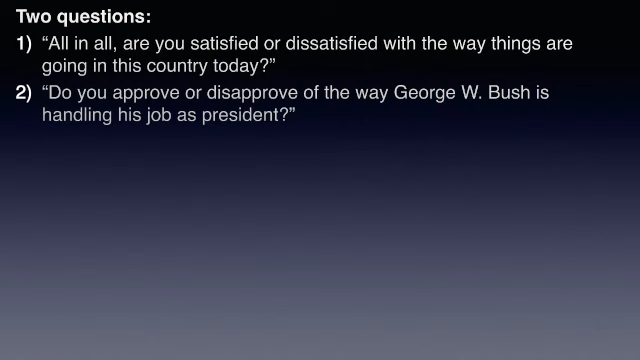 Two questions:
1) “All in all, are you satisfied or dissatisfied with the way things are
going in this country today?”
2) “Do you approve or disapprove of the way George W. Bush is
handling his job as president?”